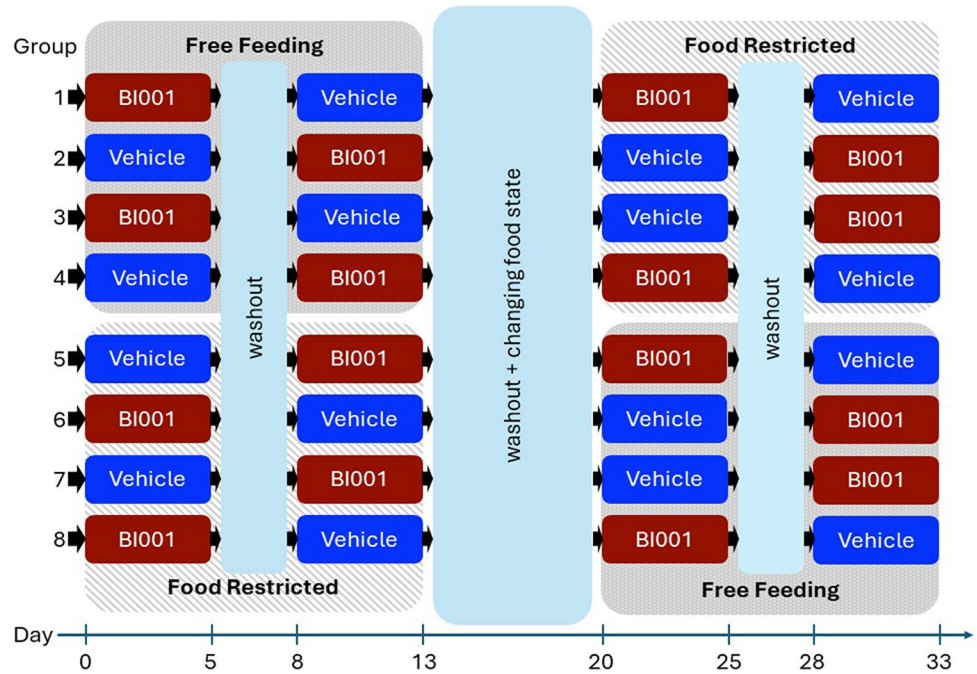 Group
Free Feeding
Food Restricted
1 BI001 Vehicle BI001 Vehicle
2 Vehicle BI001 Vehicle BI001
3 BI001 Vehicle Vehicle BI001
4 Vehicle BI001 BI001 Vehicle
washout
washout + changing food state
washout
5 Vehicle BI001 BI001 Vehicle
6 BI001 Vehicle Vehicle BI001
7 Vehicle BI001 Vehicle BI001
8 BI001 Vehicle BI001 Vehicle
Food Restricted
Free Feeding
Day
0 5 8 13 20 25 28 33